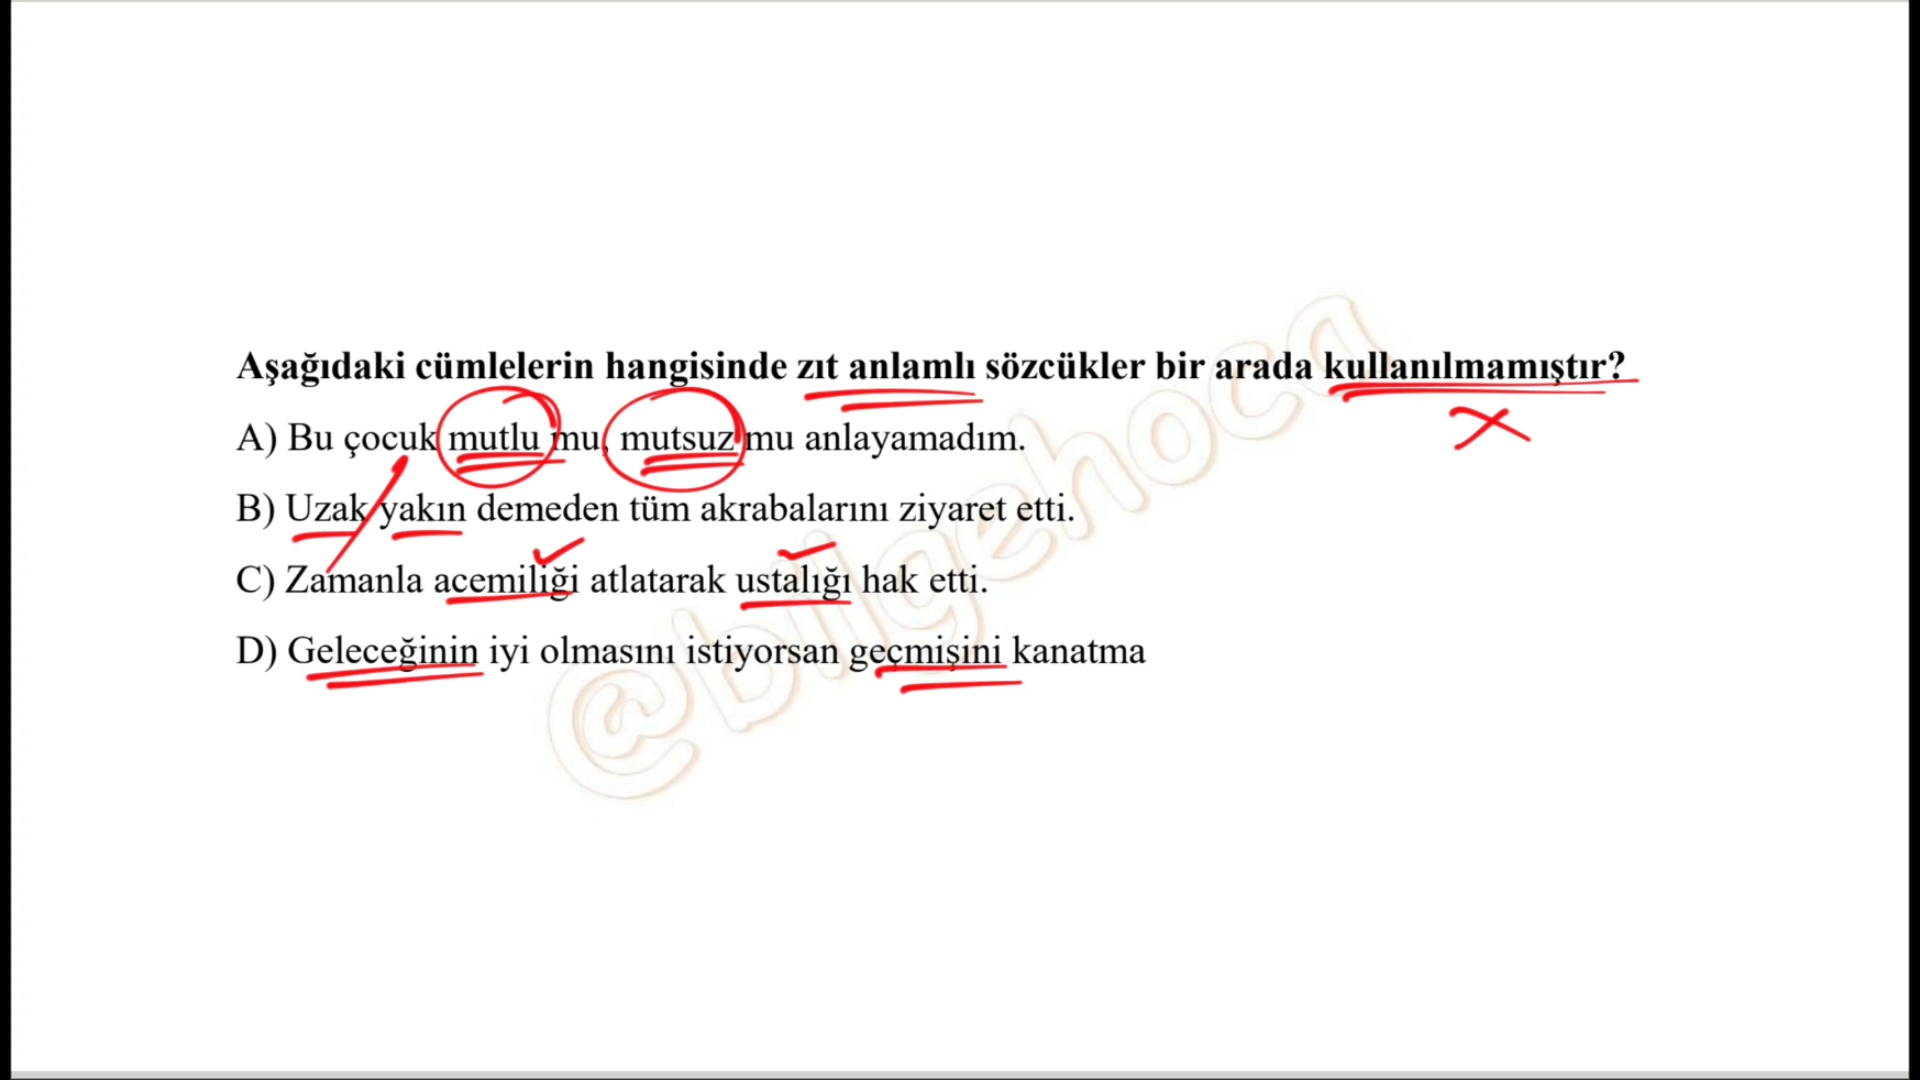 Aşağıdaki cümlelerin hangisinde zıt anlamlı sözcükler bir arada kullanılmamıştır?
A) Bu çocuk mutlu mu, mutsuz mu anlayamadım.
B) Uzak yakın demeden tüm akrabalarını ziyaret etti.
C) Zamanla acemiliği atlatarak ustalığı hak etti.
D) Geleceğinin iyi olmasını istiyorsan geçmişini kanatma
@bilgehoca